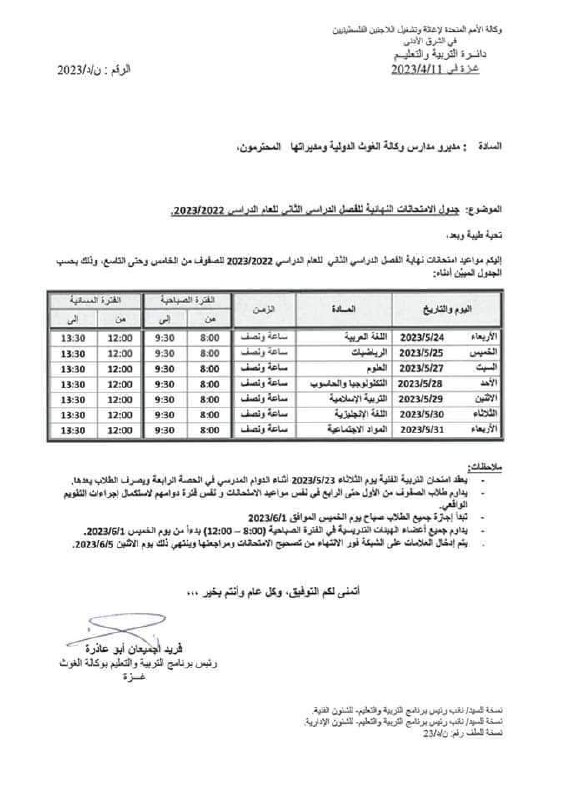 وكالة الأمم المتحدة لإغاثة وتشغيل اللاجئين الفلسطينيين
في الشرق الأدنى
دائـرة التربية والتعليـم
غـزة في 2023/4/11
الرقم : ن/د/2023
السادة : مديرو مدارس وكالة الغوث الدولية ومديراتها المحترمون،
الموضوع: جدول الامتحانات النهائية للفصل الدراسي الثاني للعام الدراسي 2023/2022.
تحية طيبة وبعد،
إليكم مواعيد امتحانات نهاية الفصل الدراسي الثاني للعام الدراسي 2023/2022 للصفوف من الخامس وحتى التاسع، وذلك بحسب
الجدول المبيّن أدناه:
اليوم والتاريخ المـادة الزمـن الفترة الصباحية الفترة المسائية
من إلى من إلى
الأربعاء 2023/5/24 اللغة العربية ساعة ونصف 8:00 9:30 12:00 13:30
الخميس 2023/5/25 الرياضيات ساعة ونصف 8:00 9:30 12:00 13:30
السبت 2023/5/27 العلوم ساعة ونصف 8:00 9:30 12:00 13:30
الأحد 2023/5/28 التكنولوجيا والحاسوب ساعة ونصف 8:00 9:30 12:00 13:30
الاثنين 2023/5/29 التربية الإسلامية ساعة ونصف 8:00 9:30 12:00 13:30
الثلاثاء 2023/5/30 اللغة الإنجليزية ساعة ونصف 8:00 9:30 12:00 13:30
الأربعاء 2023/5/31 المواد الاجتماعية ساعة ونصف 8:00 9:30 12:00 13:30
ملاحظات:
- يعقد امتحان التربية الفنية يوم الثلاثاء 2023/5/23 أثناء الدوام المدرسي في الحصة الرابعة ويصرف الطلاب بعدها.
- يداوم طلاب الصفوف من الأول حتى الرابع في نفس مواعيد الامتحانات و نفس فترة دوامهم لاستكمال إجراءات التقويم
الواقعي.
- تبدأ إجازة جميع الطلاب صباح يوم الخميس الموافق 2023/6/1
- يداوم جميع أعضاء الهيئات التدريسية في الفترة الصباحية (8:00 – 12:00) بدءاً من يوم الخميس 2023/6/1.
- يتم إدخال العلامات على الشبكة فور الانتهاء من تصحيح الامتحانات ومراجعتها وينتهي ذلك يوم الاثنين 2023/6/5.
أتمنى لكم التوفيق، وكل عام وأنتم بخير ،،،
فريد اجميعان أبو عاذرة
رئيس برنامج التربية والتعليم بوكالة الغوث
غـــزة
نسخة للسيد/ نائب رئيس برنامج التربية والتعليم- للشئون الفنية.
نسخة للسيد/ نائب رئيس برنامج التربية والتعليم- للشئون الإدارية.
نسخة للملف رقم: ن/د/23